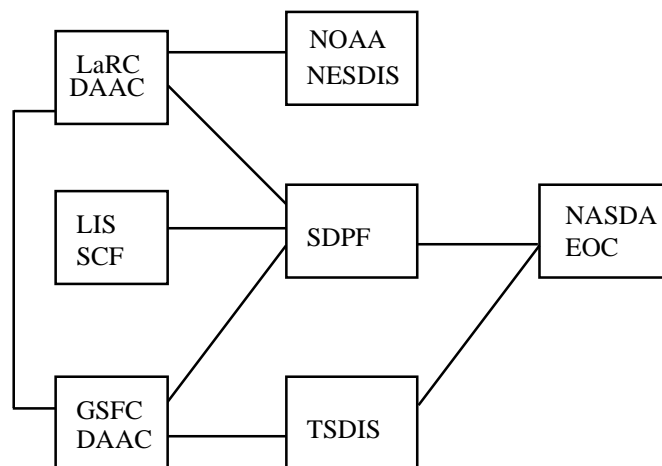 LaRC
DAAC
NOAA
NESDIS
LIS
SCF
SDPF
NASDA
EOC
GSFC
DAAC
TSDIS